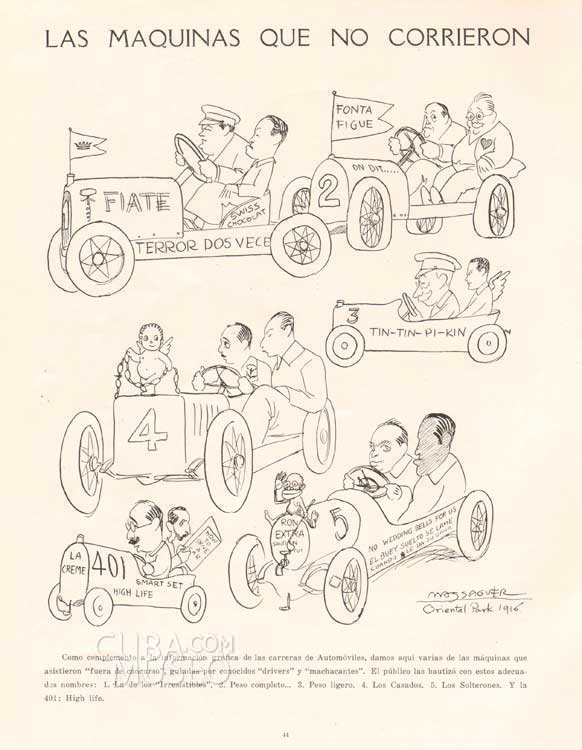 LAS MAQUINAS QUE NO CORRIERON
FIATE
SWISS
CHOCOLAT
TERROR DOS VECE
FONTA
FIGUE
2
ON DIT.....
3
TIN-TIN-PI-KIN
4
LA
CREME
401
SMART SET
HIGH LIFE
RON
EXTRA
5
NO WEDDING BELLS FOR US
EL BUEY SUELTO SE LAME
CUANDO
MASSAGUER
Oriental Park 1916
CUBA.COM
MUSEO
Como complemento a la información gráfica de las carreras de Automóviles, damos aquí varias de las máquinas que
asistieron "fuera de concurso", guiadas por conocidos "drivers" y "machacantes". El público las bautizó con estos adecua-
dos nombres: 1. La de los "Irresistibles". 2. Peso completo... 3. Peso ligero. 4. Los Casados. 5. Los Solterones. Y la
401: High life.
44